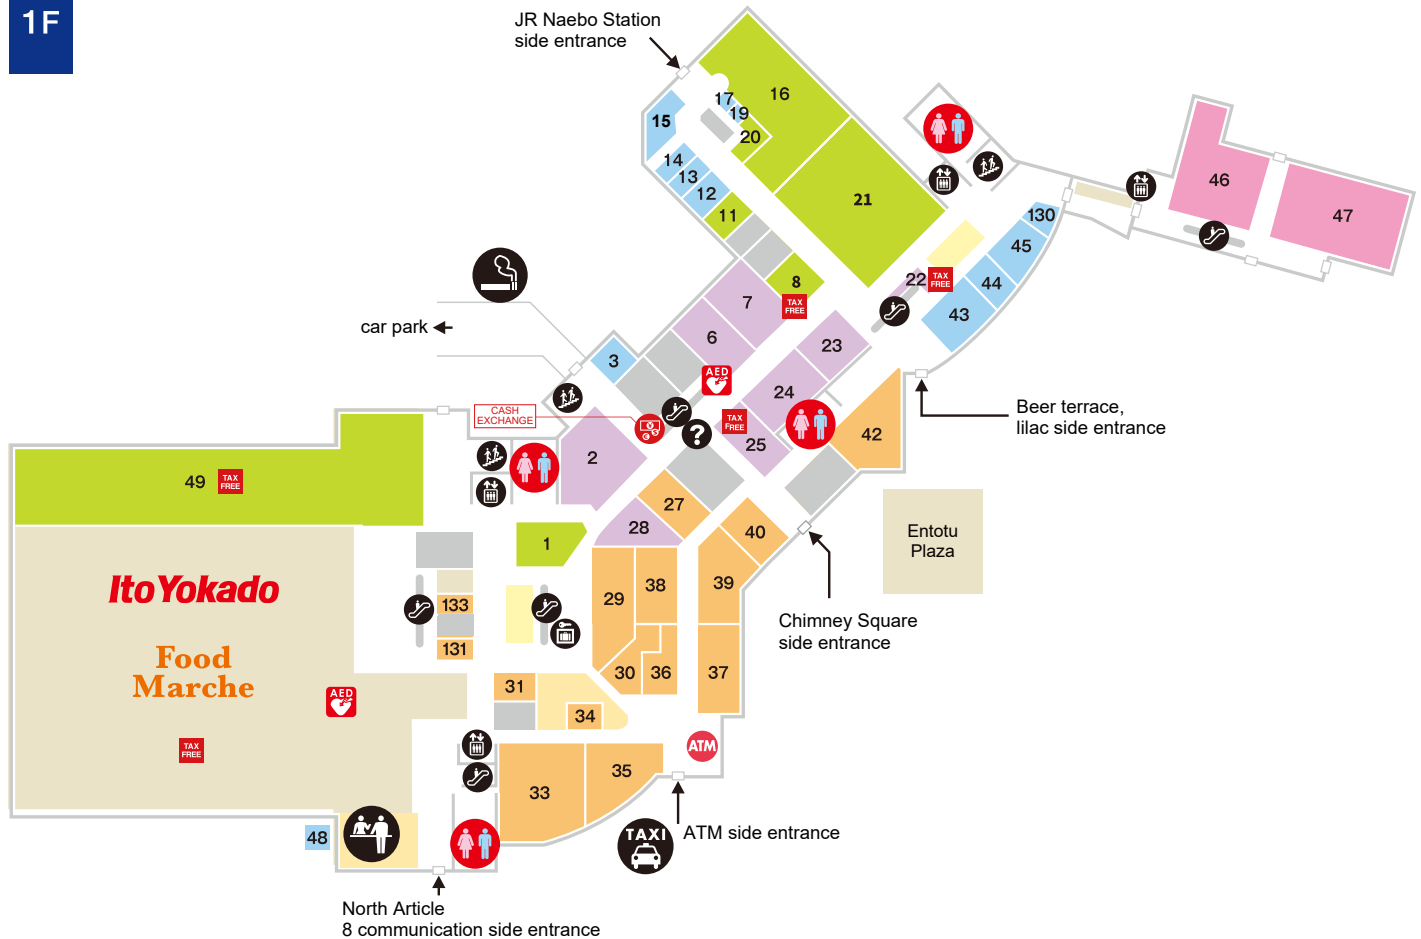 1F
JR Naebo Station
side entrance
16
17
19
15
20
14
13
12
11
21
46
47
130
45
22
TAX
FREE
44
43
8
TAX
FREE
7
6
23
car park
3
AED
24
CASH
EXCHANGE
TAX
FREE
25
42
Beer terrace,
lilac side entrance
?
2
49
TAX
FREE
27
28
40
1
Entotu
Plaza
ItoYokado
133
131
29
38
39
Chimney Square
side entrance
Food
Marche
30
36
37
31
34
AED
TAX
FREE
ATM
33
35
48
TAXI
ATM side entrance
North Article
8 communication side entrance